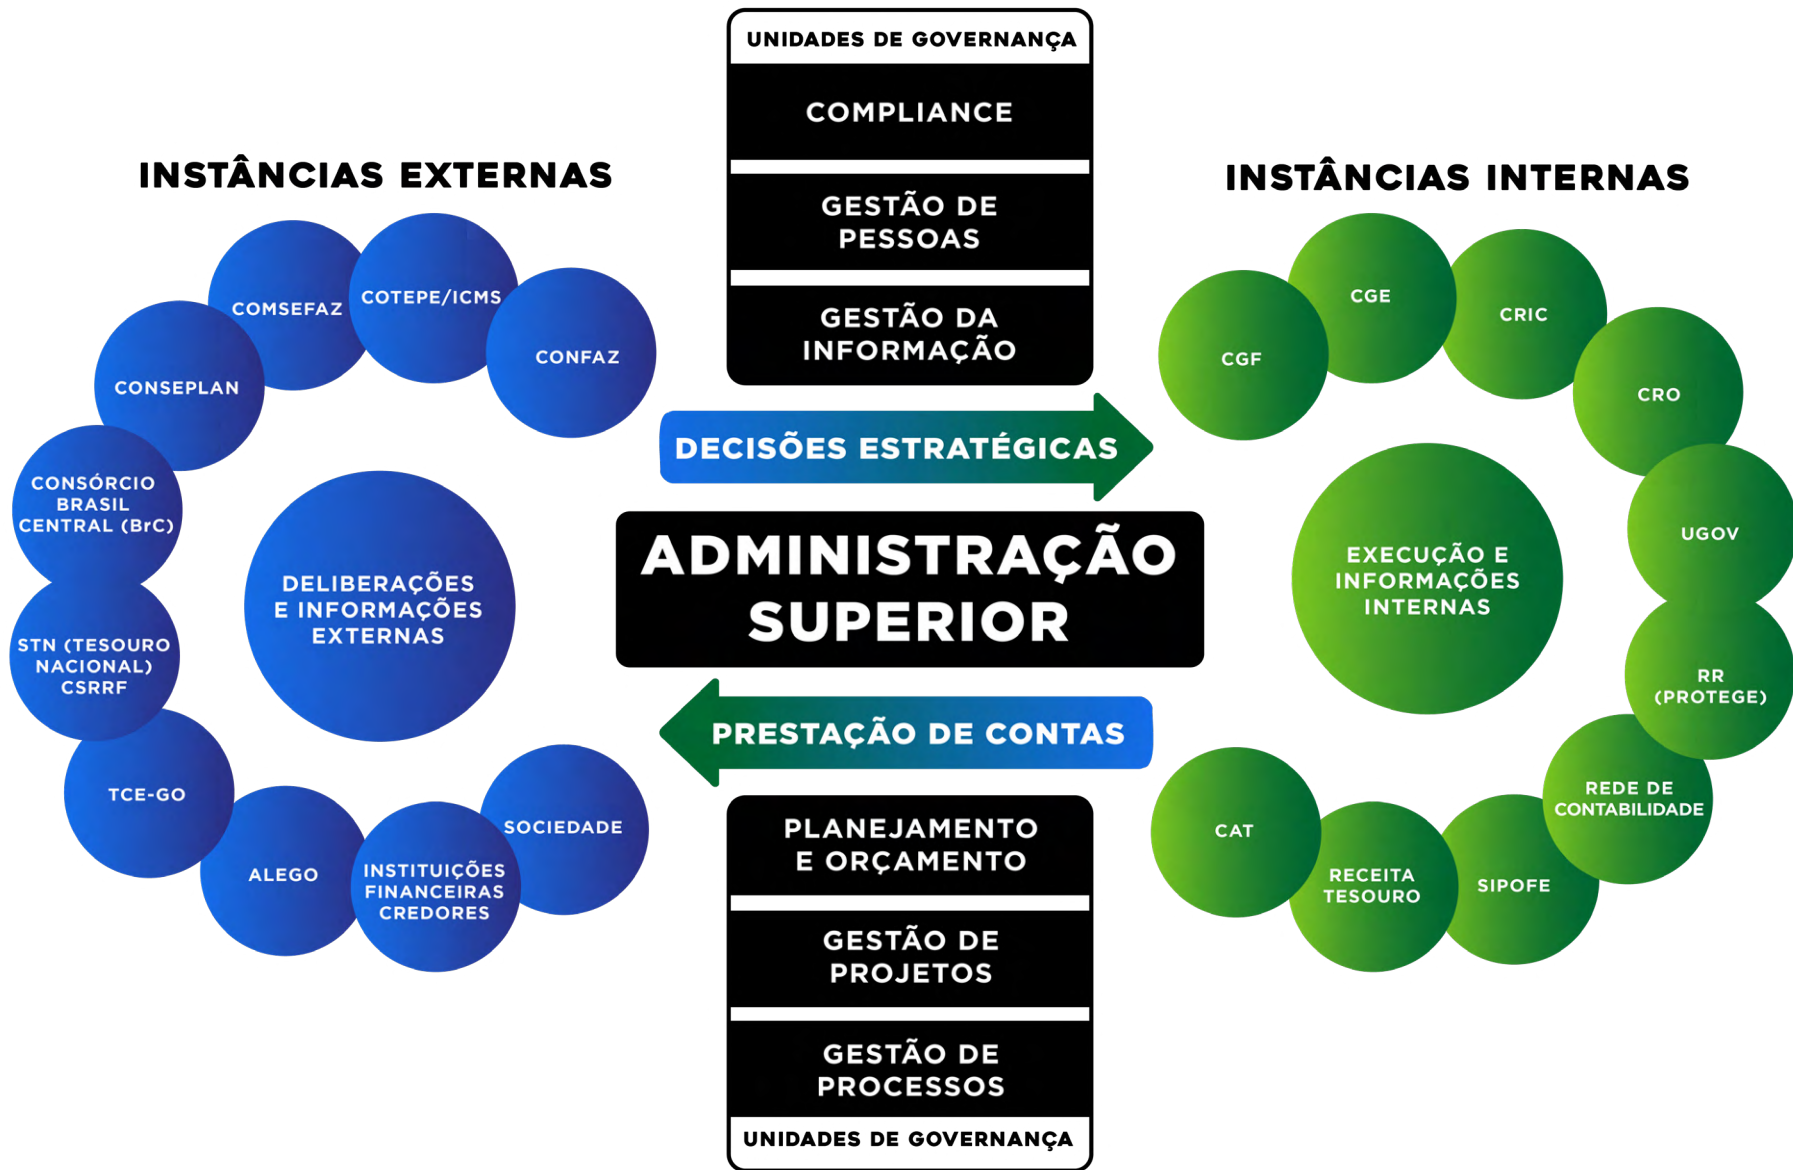 UNIDADES DE GOVERNANÇA
COMPLIANCE
GESTÃO DE
PESSOAS
GESTÃO DA
INFORMAÇÃO
INSTÂNCIAS EXTERNAS
COMSEFAZ
COTEPE/ICMS
CONFAZ
CONSEPLAN
CONSÓRCIO
BRASIL
CENTRAL (BrC)
STN (TESOURO
NACIONAL)
CSRRF
TCE-GO
ALEGO
INSTITUIÇÕES
FINANCEIRAS
CREDORES
SOCIEDADE
DELIBERAÇÕES
E INFORMAÇÕES
EXTERNAS
DECISÕES ESTRATÉGICAS
ADMINISTRAÇÃO
SUPERIOR
PRESTAÇÃO DE CONTAS
INSTÂNCIAS INTERNAS
CGF
CGE
CRIC
CRO
UGOV
RR
(PROTEGE)
REDE DE
CONTABILIDADE
SIPOFE
RECEITA
TESOURO
CAT
EXECUÇÃO E
INFORMAÇÕES
INTERNAS
PLANEJAMENTO
E ORÇAMENTO
GESTÃO DE
PROJETOS
GESTÃO DE
PROCESSOS
UNIDADES DE GOVERNANÇA